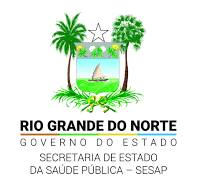 RIO GRANDE DO NORTE
GOVERNO DO ESTADO
SECRETARIA DE ESTADO
DA SAÚDE PÚBLICA – SESAP